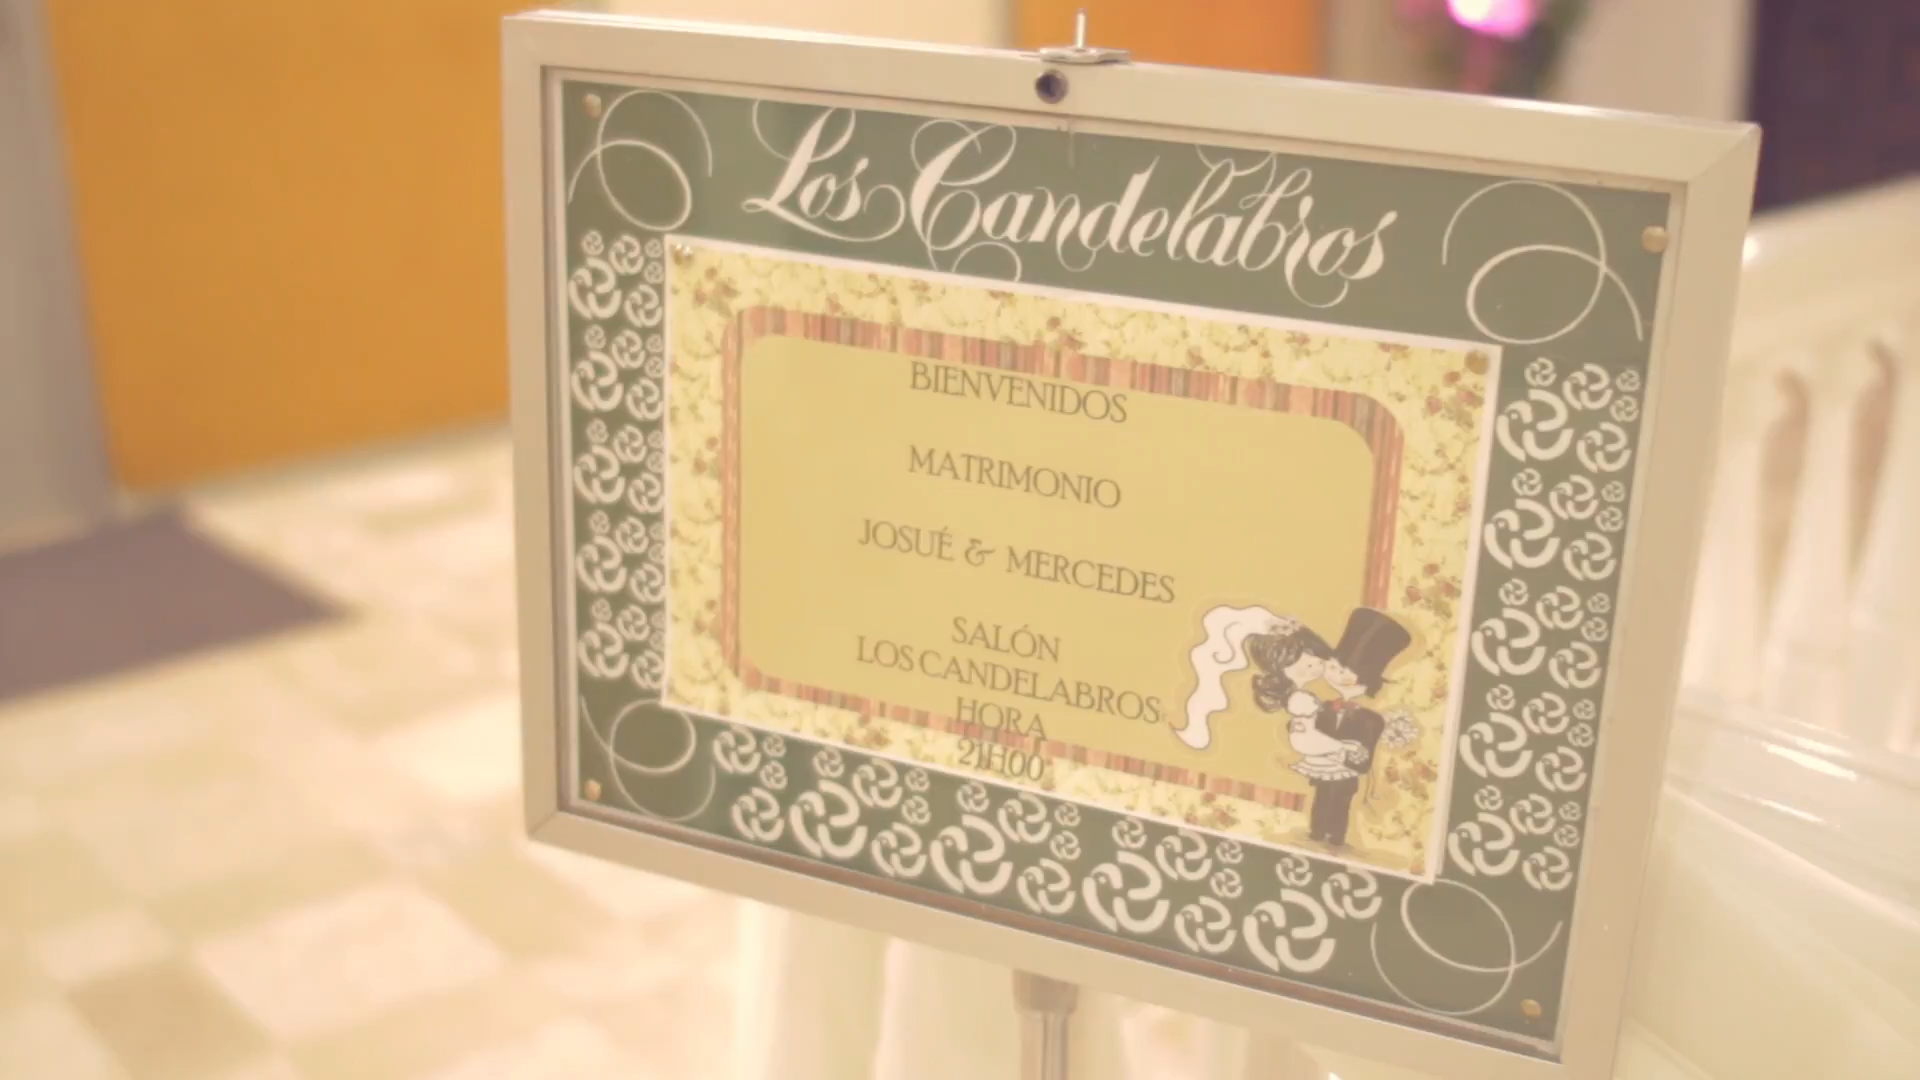 Los Candelabros
BIENVENIDOS
MATRIMONIO
JOSUÉ & MERCEDES
SALÓN
LOS CANDELABROS
HORA
21H00